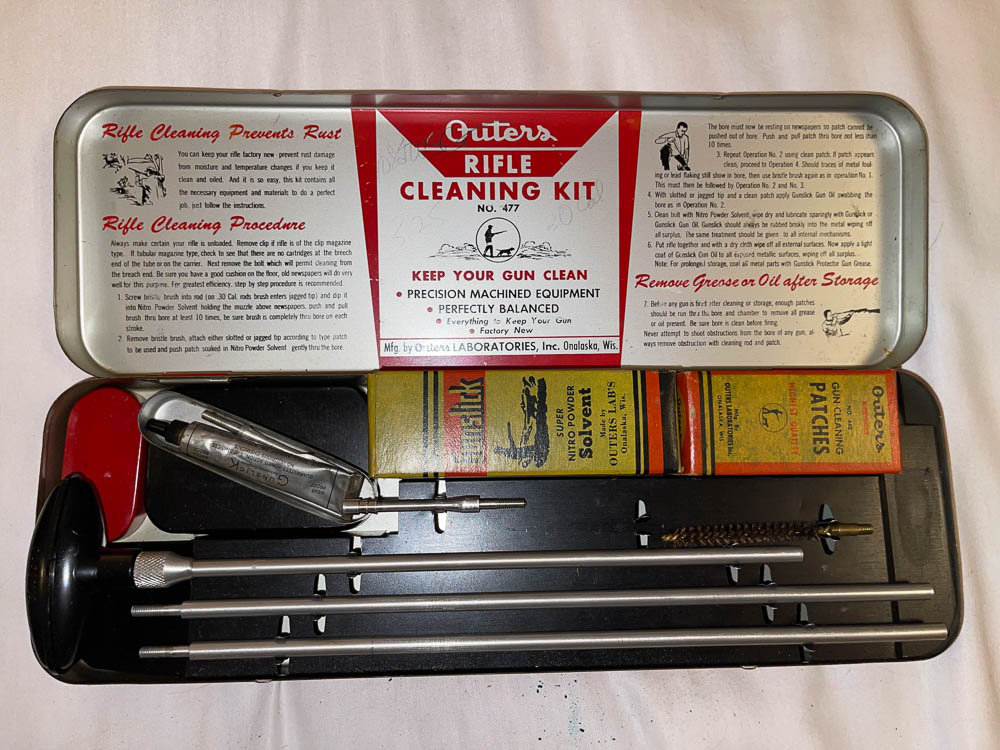 Rifle Cleaning Prevents Rust
You can keep your rifle factory new - prevent rust damage
from moisture and temperature changes if you keep it
clean and oiled. And it is so easy, this kit contains all
the necessary equipment and materials to do a perfect
job, just follow the instructions.
Rifle Cleaning Procedure
Always make certain your rifle is unloaded. Remove clip if rifle is of the clip magazine
type. If tabular magazine type, check to see that there are no cartridges at the breech
end of the tube or on the carrier. Next remove the bolt which will permit cleaning from
the breach end. Be sure you have a good cushion on the floor, old newspapers will do very
well for this purpose. For greatest efficiency, step by step procedure is recommended.
1. Screw bristle brush into rod (on .30 Cal. rods brush enters jagged tip) and dip it
into Nitro Powder Solvent holding the muzzle above newspapers, push and pull
brush thru bore at least 10 times, be sure brush is completely thru bore on each
stroke.
2. Remove bristle brush, attach either slotted or jagged tip according to type patch
to be used and push patch soaked in Nitro Powder Solvent gently thru the bore.
Outers
RIFLE
CLEANING KIT
NO. 477
KEEP YOUR GUN CLEAN
• PRECISION MACHINED EQUIPMENT
• PERFECTLY BALANCED
• Everything to Keep Your Gun
• Factory New
Mfg. by Outers LABORATORIES, Inc. Onalaska, Wis.
The bore must now be resting on newspapers so patch cannot be
pushed out of bore. Push and pull patch thru bore not less than
10 times.
3. Repeat Operation No. 2 using clean patch. If patch appears
clean, proceed to Operation 4. Should traces of metal foul-
ing or lead flaking still show in bore, then use bristle brush again as in operation No. 1.
This must then be followed by Operation No. 2 and No. 3.
4. With slotted or jagged tip and a clean patch apply Gunslick Gun Oil swabbing the
bore as in Operation No. 2.
5. Clean bolt with Nitro Powder Solvent, wipe dry and lubricate sparingly with Gunslick or
Gunslick Gun Oil. Gunslick should always be rubbed briskly into the metal wiping off
all surplus. The same treatment should be given to all internal mechanisms.
6. Put rifle together and with a dry cloth wipe off all external surfaces. Now apply a light
coat of Gunslick Gun Oil to all exposed metallic surfaces, wiping off all surplus.
Note: For prolonged storage, coat all metal parts with Gunslick Protector Gun Grease.
Remove Grease or Oil after Storage
7. Before any gun is fired after cleaning or storage, enough patches
should be run thru the bore and chamber to remove all grease
or oil present. Be sure bore is clean before firing.
Never attempt to shoot obstructions from the bore of any gun, al-
ways remove obstruction with cleaning rod and patch.
Gunslick
SUPER
NITRO POWDER
Solvent
Made by
OUTERS LAB'S
Onalaska, Wis.
Outers
GUN CLEANING
PATCHES
HIGHEST QUALITY
Mfg. By
OUTERS LABORATORIES INC.
ONALASKA, WIS.
GUNSLICK